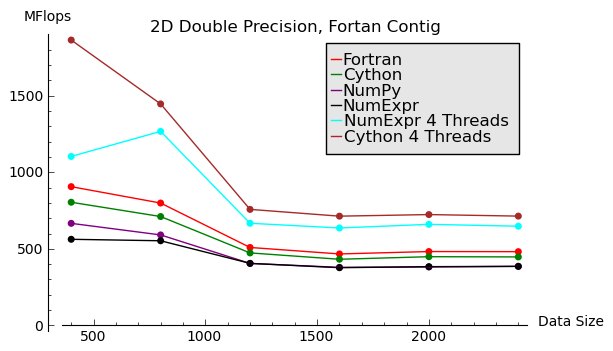 MFlops
2D Double Precision, Fortan Contig
Fortran
Cython
NumPy
NumExpr
NumExpr 4 Threads
Cython 4 Threads
1500
1000
500
0
500
1000
1500
2000
Data Size